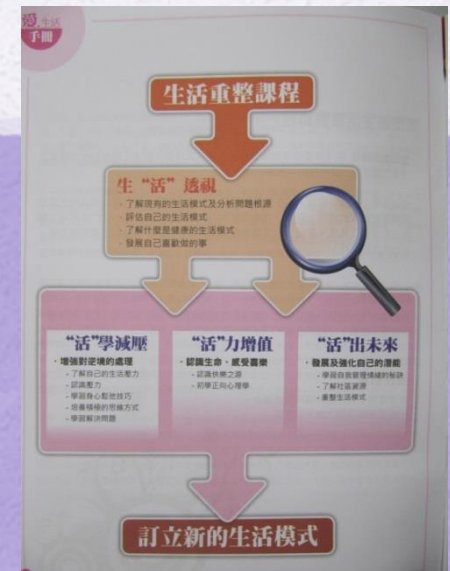 愛.生活
手冊
生活重整課程
生 “活” 透視
· 了解現有的生活模式及分析問題根源
· 評估自己的生活模式
· 了解什麼是健康的生活模式
· 發展自己喜歡做的事
“活”學減壓
· 增強對逆境的處理
- 了解自己的生活壓力
- 認識壓力
- 學習身心鬆弛技巧
- 培養積極的思維方式
- 學習解決問題
“活”力增值
· 認識生命、感受喜樂
- 認識快樂之源
- 初學正向心理學
“活”出未來
· 發展及強化自己的潛能
- 學習自我管理情緒的秘訣
- 了解社區資源
- 重整生活模式
訂立新的生活模式